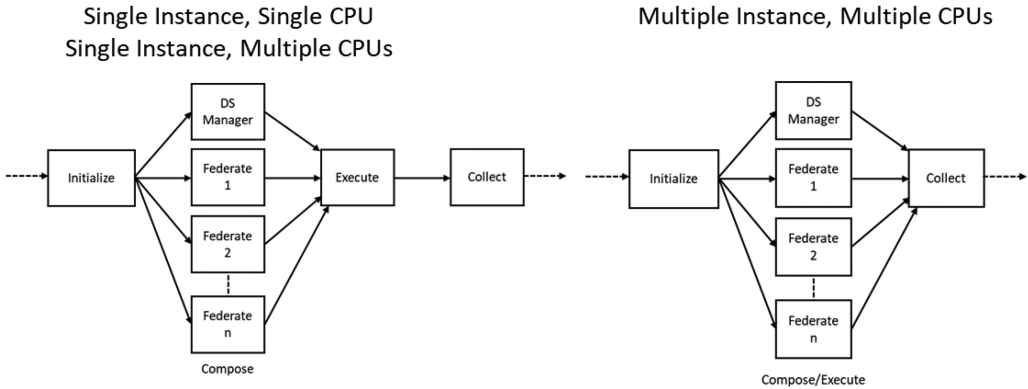 Single Instance, Single CPU
Single Instance, Multiple CPUs
DS
Manager
Initialize
Federate
1
Execute
Collect
Federate
2
Federate
n
Compose
Multiple Instance, Multiple CPUs
DS
Manager
Initialize
Federate
1
Collect
Federate
2
Federate
n
Compose/Execute